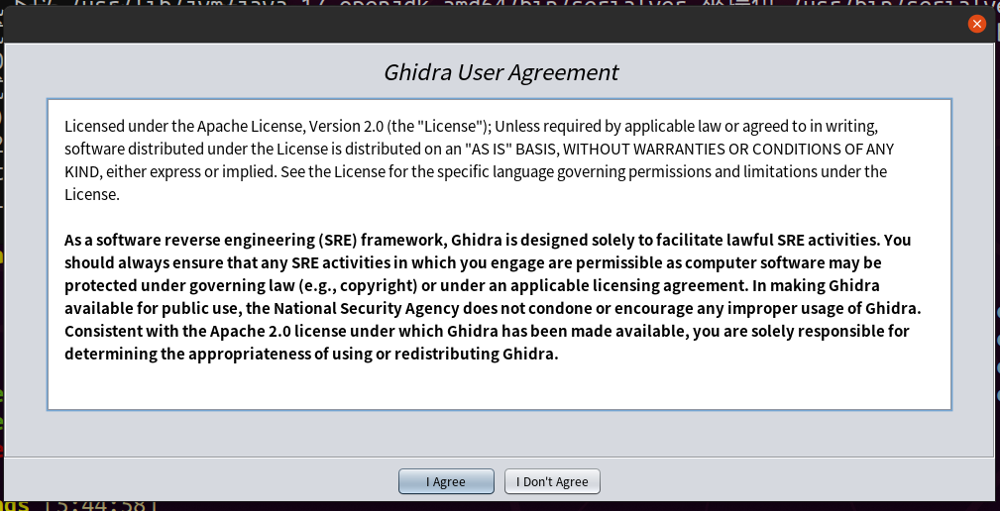 Ghidra User Agreement
Licensed under the Apache License, Version 2.0 (the "License"); Unless required by applicable law or agreed to in writing,
software distributed under the License is distributed on an "AS IS" BASIS, WITHOUT WARRANTIES OR CONDITIONS OF ANY
KIND, either express or implied. See the License for the specific language governing permissions and limitations under the
License.
As a software reverse engineering (SRE) framework, Ghidra is designed solely to facilitate lawful SRE activities. You
should always ensure that any SRE activities in which you engage are permissible as computer software may be
protected under governing law (e.g., copyright) or under an applicable licensing agreement. In making Ghidra
available for public use, the National Security Agency does not condone or encourage any improper usage of Ghidra.
Consistent with the Apache 2.0 license under which Ghidra has been made available, you are solely responsible for
determining the appropriateness of using or redistributing Ghidra.
I Agree
I Don't Agree